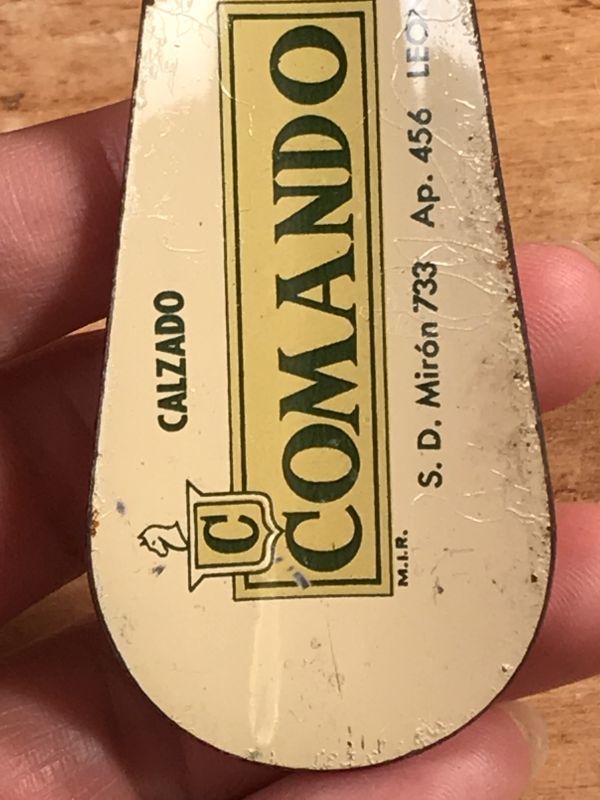 CALZADO
C
COMANDO
M.I.R.
S. D. Mirón 733 Ap. 456